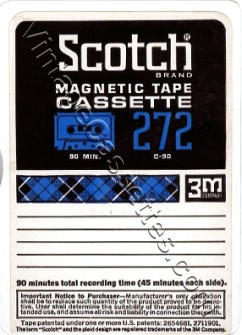 Scotch®
BRAND
MAGNETIC TAPE
CASSETTE
272
90 MIN. C-90
3M
COMPANY
90 minutes total recording time (45 minutes each side).
Important Notice to Purchaser—Manufacturer's only obligation
shall be to replace such quantity of the product proved to be defec-
tive. User shall determine the suitability of the product for his in-
tended use, and assume all risk and liability in connection therewith.
Tape patented under one or more U.S. patents: 2654681, 2711901.
The term "Scotch" and the plaid design are registered trademarks of the 3M Company.